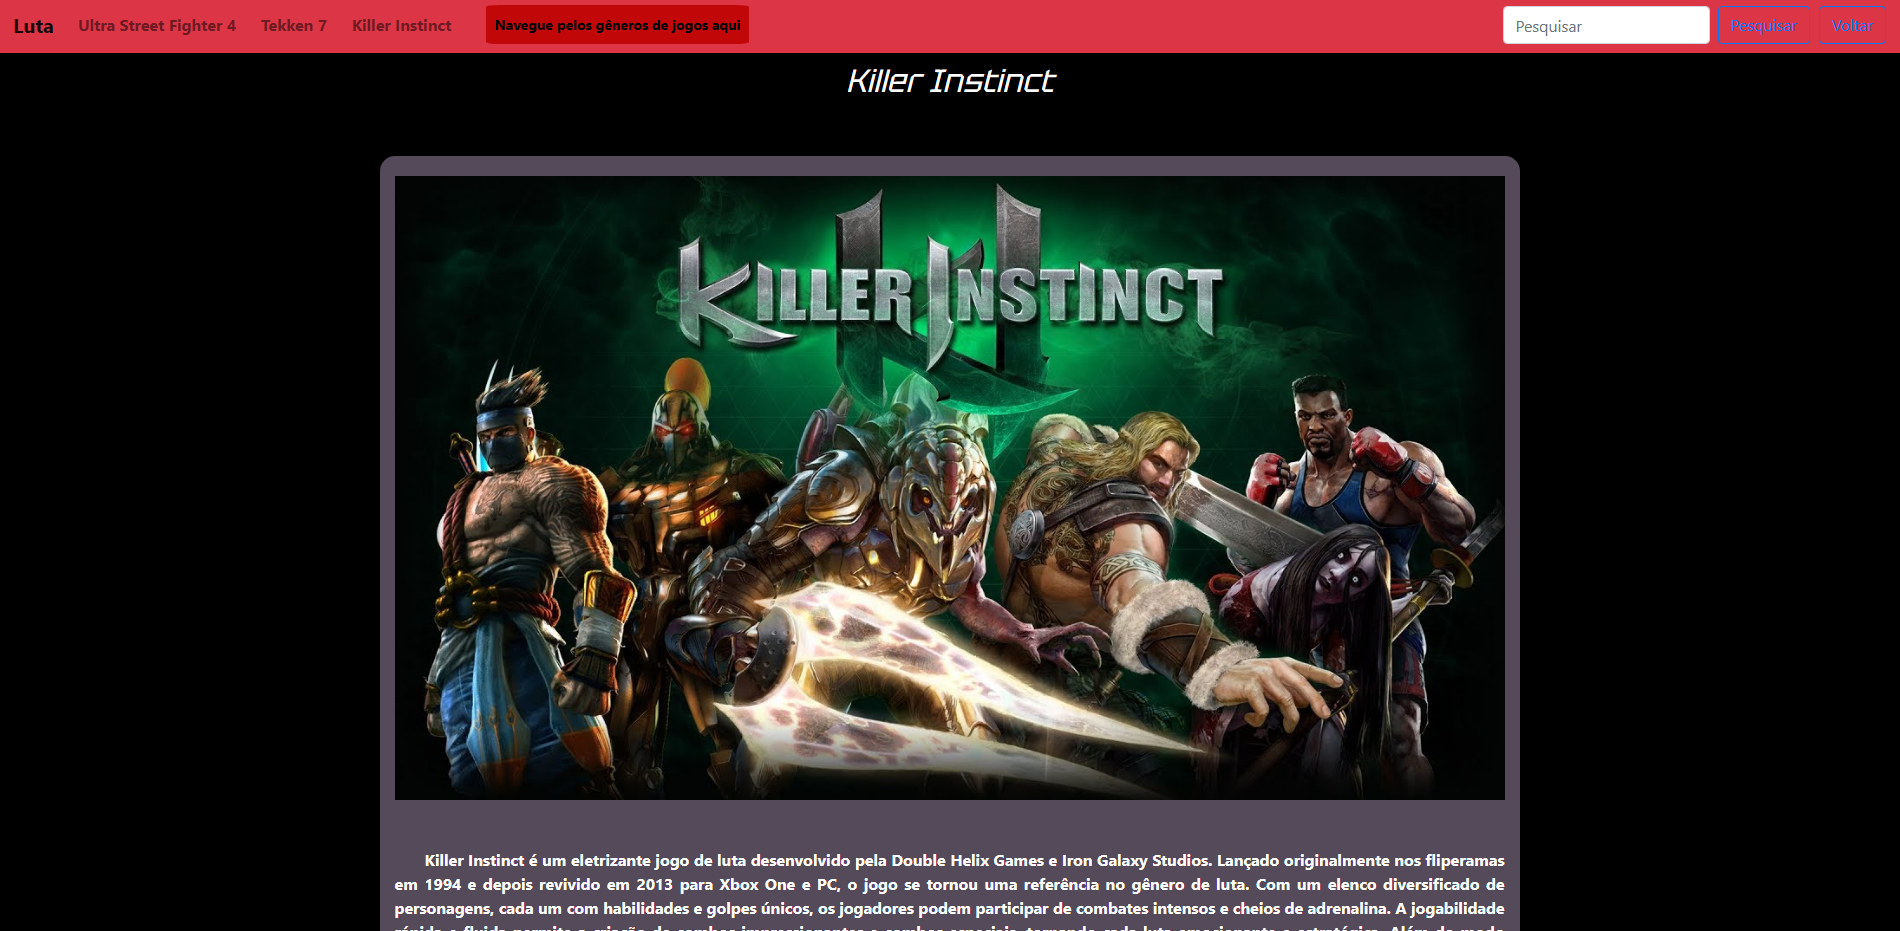 Luta Ultra Street Fighter 4 Tekken 7 Killer Instinct Navegue pelos gêneros de jogos aqui Pesquisar Pesquisar Voltar
Killer Instinct
KILLER INSTINCT
Killer Instinct é um eletrizante jogo de luta desenvolvido pela Double Helix Games e Iron Galaxy Studios. Lançado originalmente nos fliperamas
em 1994 e depois revivido em 2013 para Xbox One e PC, o jogo se tornou uma referência no gênero de luta. Com um elenco diversificado de
personagens, cada um com habilidades e golpes únicos, os jogadores podem participar de combates intensos e cheios de adrenalina. A jogabilidade